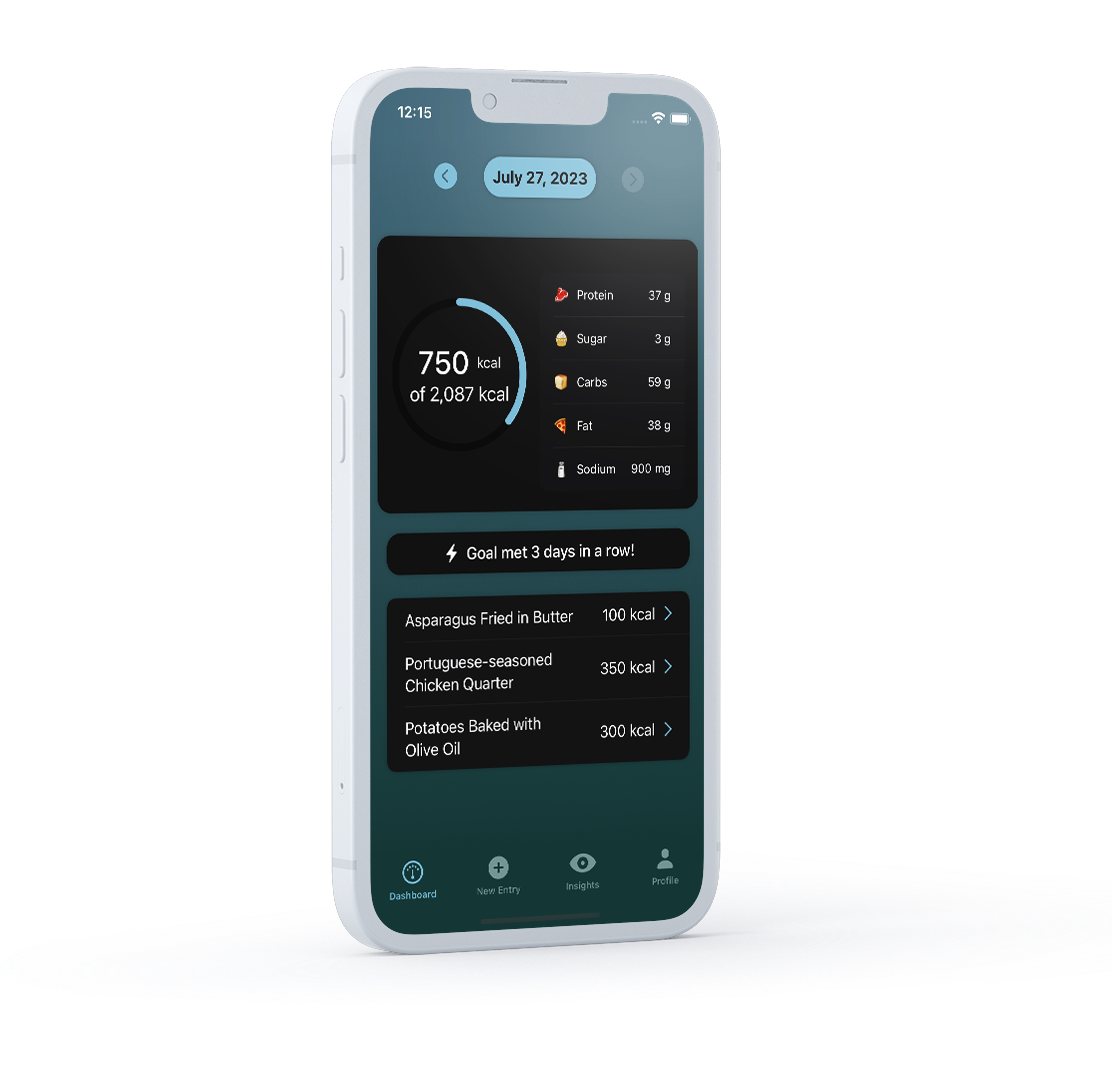 12:15
July 27, 2023
750 kcal
of 2,087 kcal
Protein 37 g
Sugar 3 g
Carbs 59 g
Fat 38 g
Sodium 900 mg
Goal met 3 days in a row!
Asparagus Fried in Butter 100 kcal
Portuguese-seasoned
Chicken Quarter 350 kcal
Potatoes Baked with
Olive Oil 300 kcal
Dashboard New Entry Insights Profile